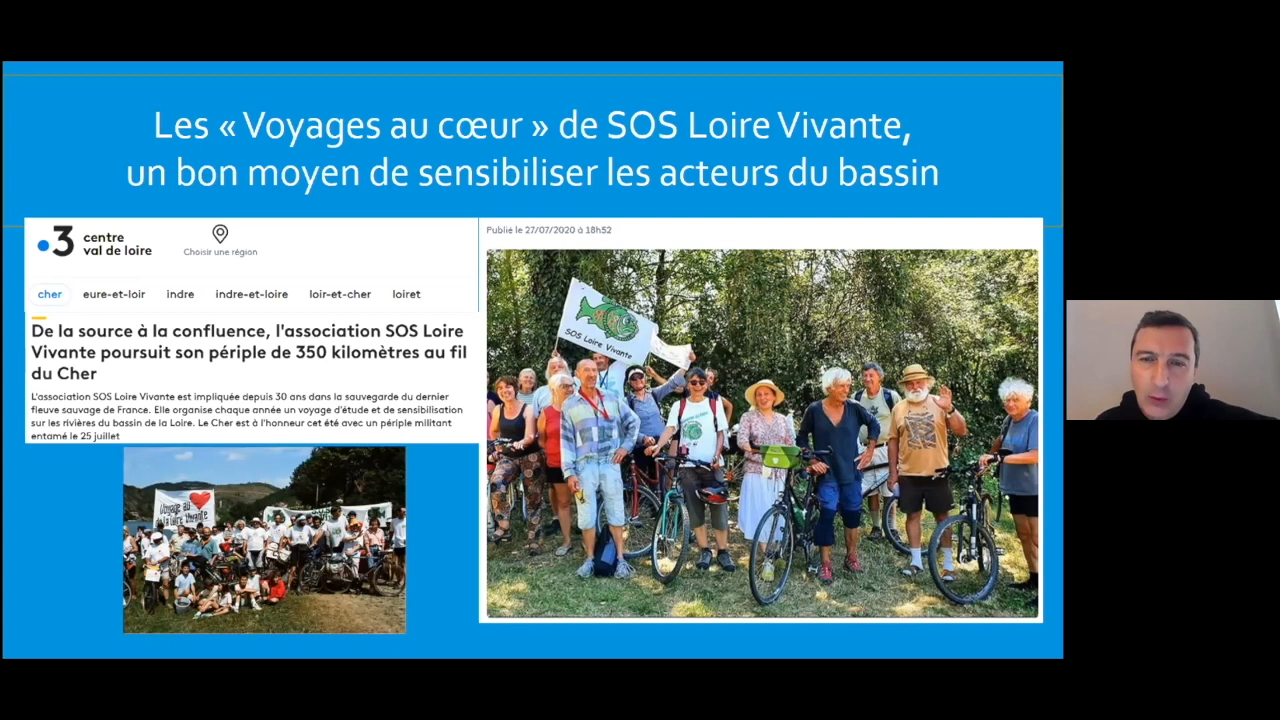 Les « Voyages au cœur » de SOS Loire Vivante,
un bon moyen de sensibiliser les acteurs du bassin
3 centre
val de loire
Choisir une région
cher eure-et-loir indre indre-et-loire loir-et-cher loiret
De la source à la confluence, l'association SOS Loire
Vivante poursuit son périple de 350 kilomètres au fil
du Cher
L'association SOS Loire Vivante est impliquée depuis 30 ans dans la sauvegarde du dernier
fleuve sauvage de France. Elle organise chaque année un voyage d'étude et de sensibilisation
sur les rivières du bassin de la Loire. Le Cher est à l'honneur cet été avec un périple militant
entamé le 25 juillet
Voyage au
de la Loire Vivante
Publié le 27/07/2020 à 18h52
SOS Loire Vivante